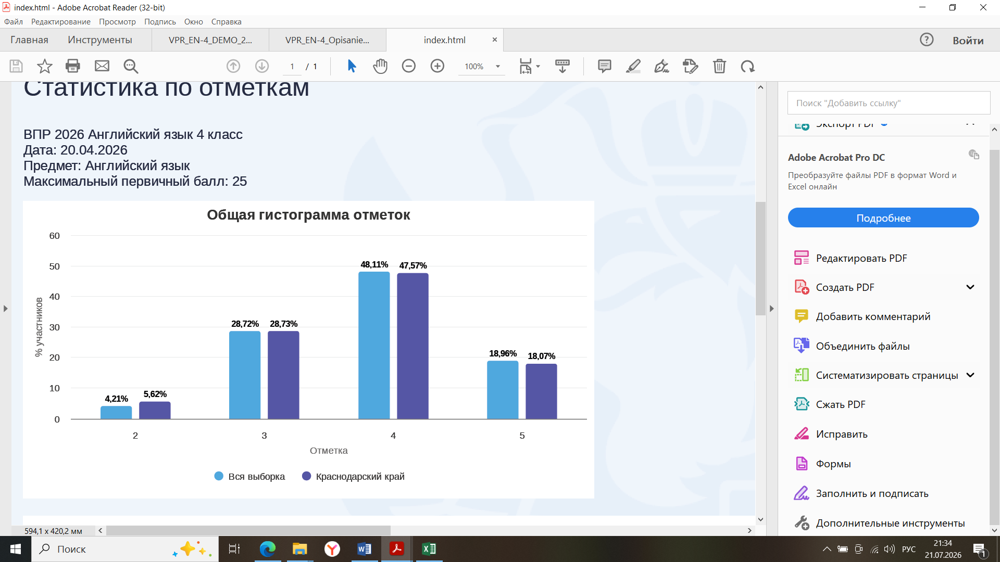 index.html - Adobe Acrobat Reader (32-bit)
Файл Редактирование Просмотр Подпись Окно Справка
Главная Инструменты VPR_EN-4_DEMO_2... VPR_EN-4_Opisanie... index.html Войти
1 / 1 100%
Статистика по отметкам
ВПР 2026 Английский язык 4 класс
Дата: 20.04.2026
Предмет: Английский язык
Максимальный первичный балл: 25
Общая гистограмма отметок
% участников
60
50
40
30
20
10
0
4,21% 5,62%
28,72% 28,73%
48,11% 47,57%
18,96% 18,07%
2 3 4 5
Отметка
Вся выборка Краснодарский край
594,1 x 420,2 мм
Поиск "Добавить ссылку"
Экспорт PDF
Adobe Acrobat Pro DC
Преобразуйте файлы PDF в формат Word и
Excel онлайн
Подробнее
Редактировать PDF
Создать PDF
Добавить комментарий
Объединить файлы
Систематизировать страницы
Сжать PDF
Исправить
Формы
Заполнить и подписать
Дополнительные инструменты
Поиск
РУС
21:34
21.07.2026
1